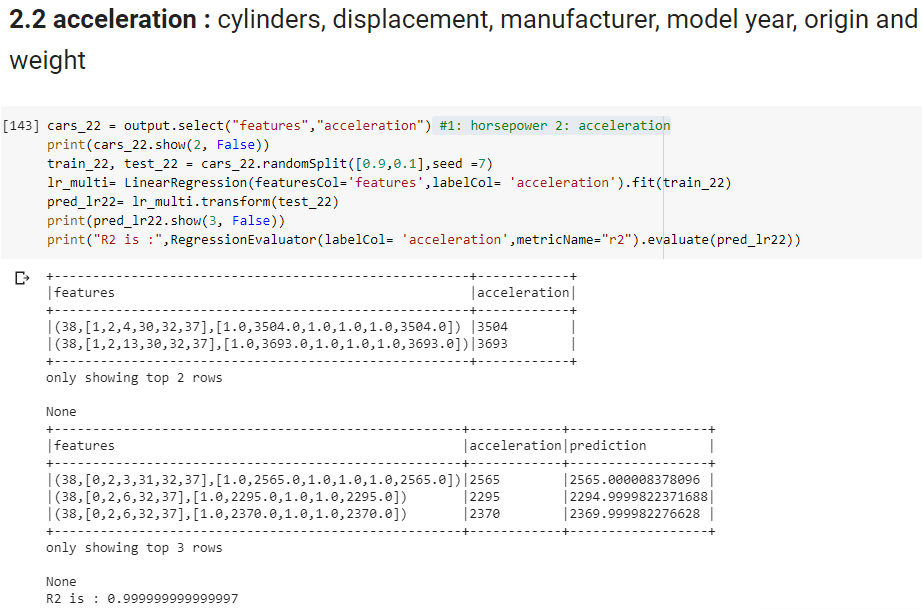 2.2 acceleration : cylinders, displacement, manufacturer, model year, origin and
weight
[143] cars_22 = output.select("features","acceleration") #1: horsepower 2: acceleration
print(cars_22.show(2, False))
train_22, test_22 = cars_22.randomSplit([0.9,0.1],seed =7)
lr_multi= LinearRegression(featuresCol='features',labelCol= 'acceleration').fit(train_22)
pred_lr22= lr_multi.transform(test_22)
print(pred_lr22.show(3, False))
print("R2 is :",RegressionEvaluator(labelCol= 'acceleration',metricName="r2").evaluate(pred_lr22))
+-----------------------------------------------------+------------+
|features                                             |acceleration|
+-----------------------------------------------------+------------+
|(38,[1,2,4,30,32,37],[1.0,3504.0,1.0,1.0,1.0,3504.0]) |3504        |
|(38,[1,2,13,30,32,37],[1.0,3693.0,1.0,1.0,1.0,3693.0])|3693        |
+-----------------------------------------------------+------------+
only showing top 2 rows
None
+-----------------------------------------------------+------------+------------------+
|features                                             |acceleration|prediction        |
+-----------------------------------------------------+------------+------------------+
|(38,[0,2,3,31,32,37],[1.0,2565.0,1.0,1.0,1.0,2565.0])|2565        |2565.000008378096 |
|(38,[0,2,6,32,37],[1.0,2295.0,1.0,1.0,2295.0])       |2295        |2294.9999822371688|
|(38,[0,2,6,32,37],[1.0,2370.0,1.0,1.0,2370.0])       |2370        |2369.999982276628 |
+-----------------------------------------------------+------------+------------------+
only showing top 3 rows
None
R2 is : 0.999999999999997